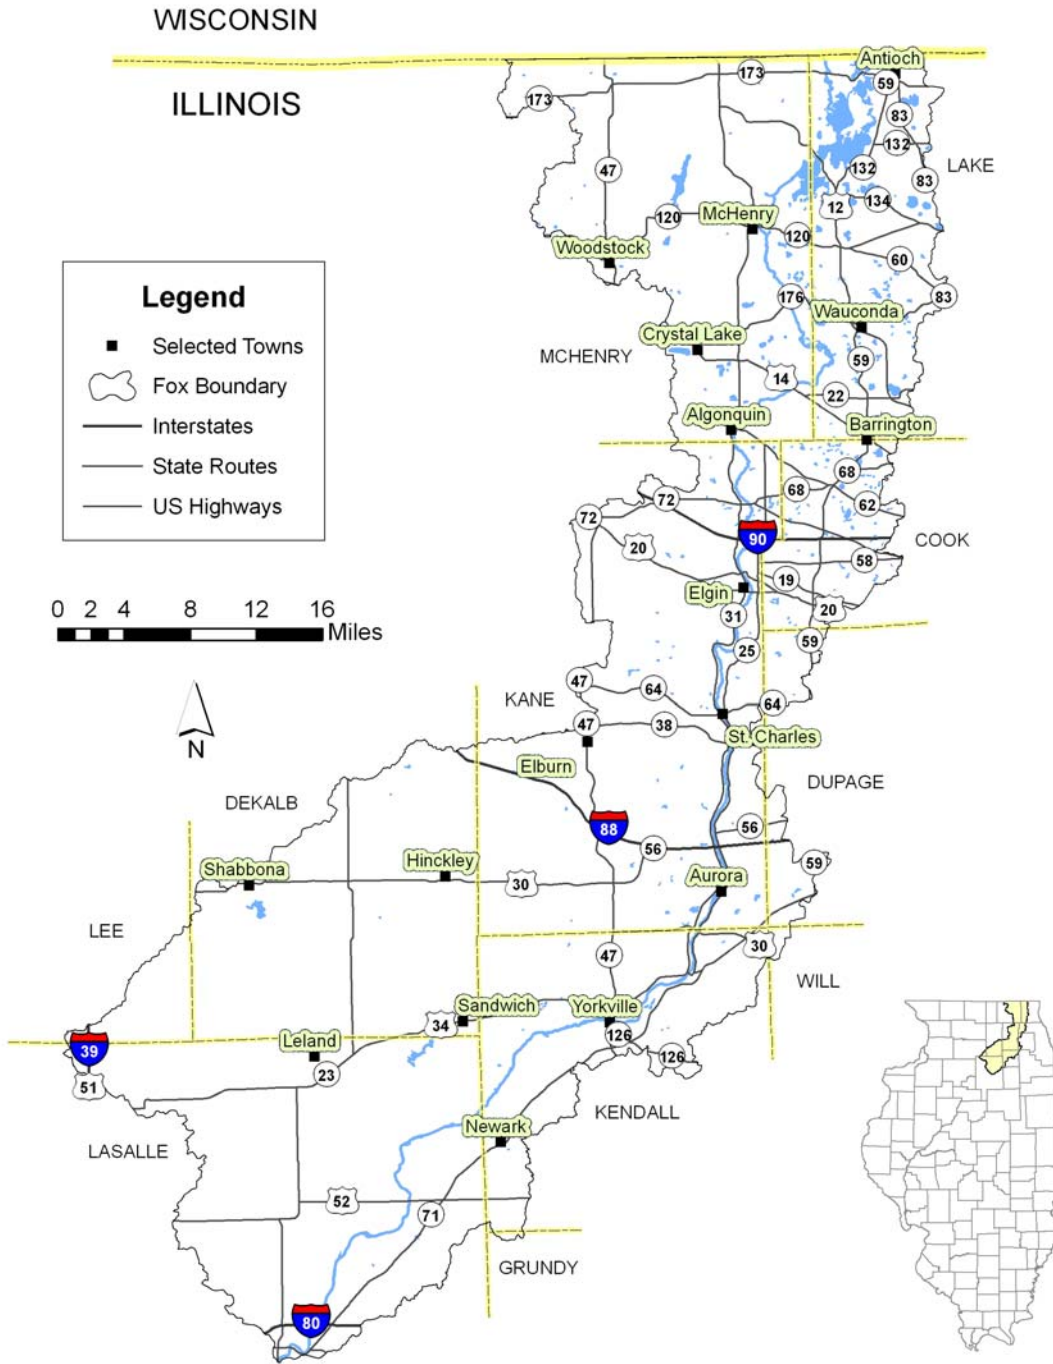 WISCONSIN
ILLINOIS
Antioch
173
59
173
83
132
47
132
LAKE
83
134
12
McHenry
120
120
Woodstock
60
176
83
Wauconda
Legend
Selected Towns
Fox Boundary
Interstates
State Routes
US Highways
Crystal Lake
MCHENRY
59
14
22
Algonquin
Barrington
68
68
72
62
72
90
COOK
20
58
19
Elgin
20
31
59
25
0 2 4 8 12 16
Miles
N
47
64
KANE
64
47
38
St. Charles
Elburn
DUPAGE
DEKALB
88
56
56
59
Hinckley
Shabbona
30
Aurora
LEE
30
47
WILL
Sandwich
Yorkville
34
126
39
Leland
126
23
51
KENDALL
Newark
LASALLE
52
71
GRUNDY
80